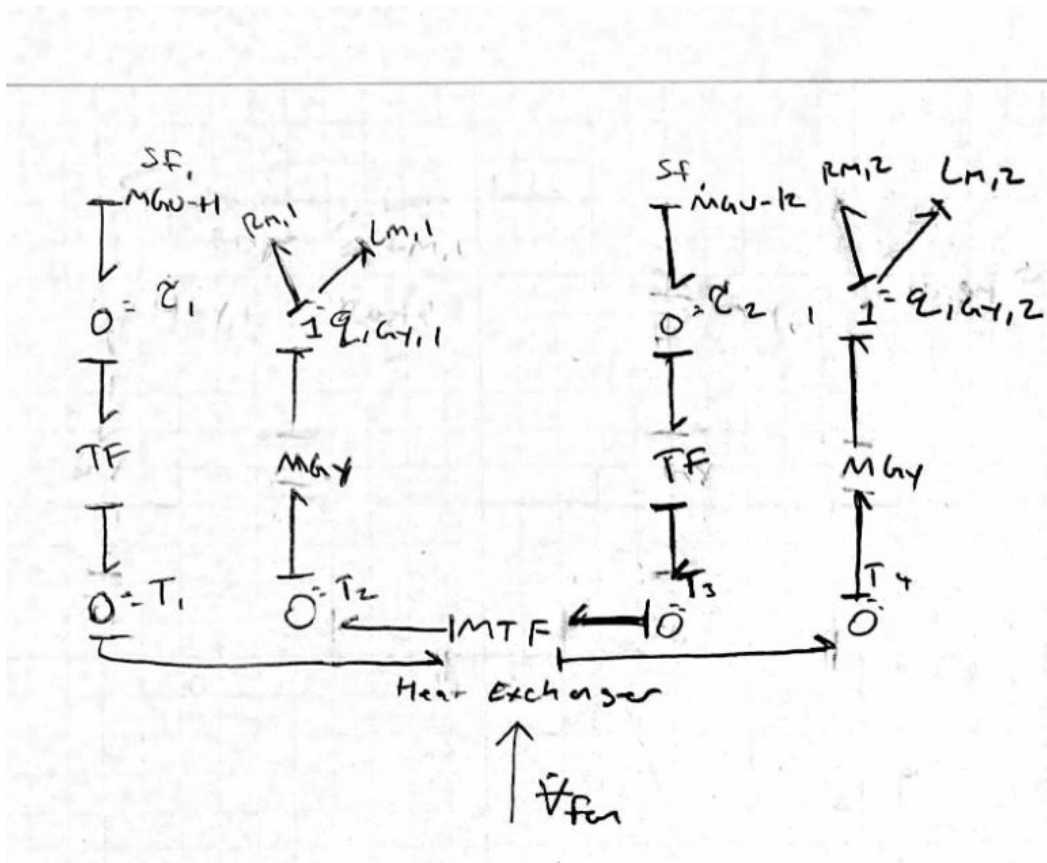 Sf, Sf,
MGU-H RM,1 LM,1 MGU-K RM,2 LM,2
0 = τ1 1 = q,GY,1 0 = τ2 1 = q,GY,2
TF MGY TF MGY
0 = T1 0 = T2 MTF 0 = T3 0 = T4
Heat Exchanger
V̇fan